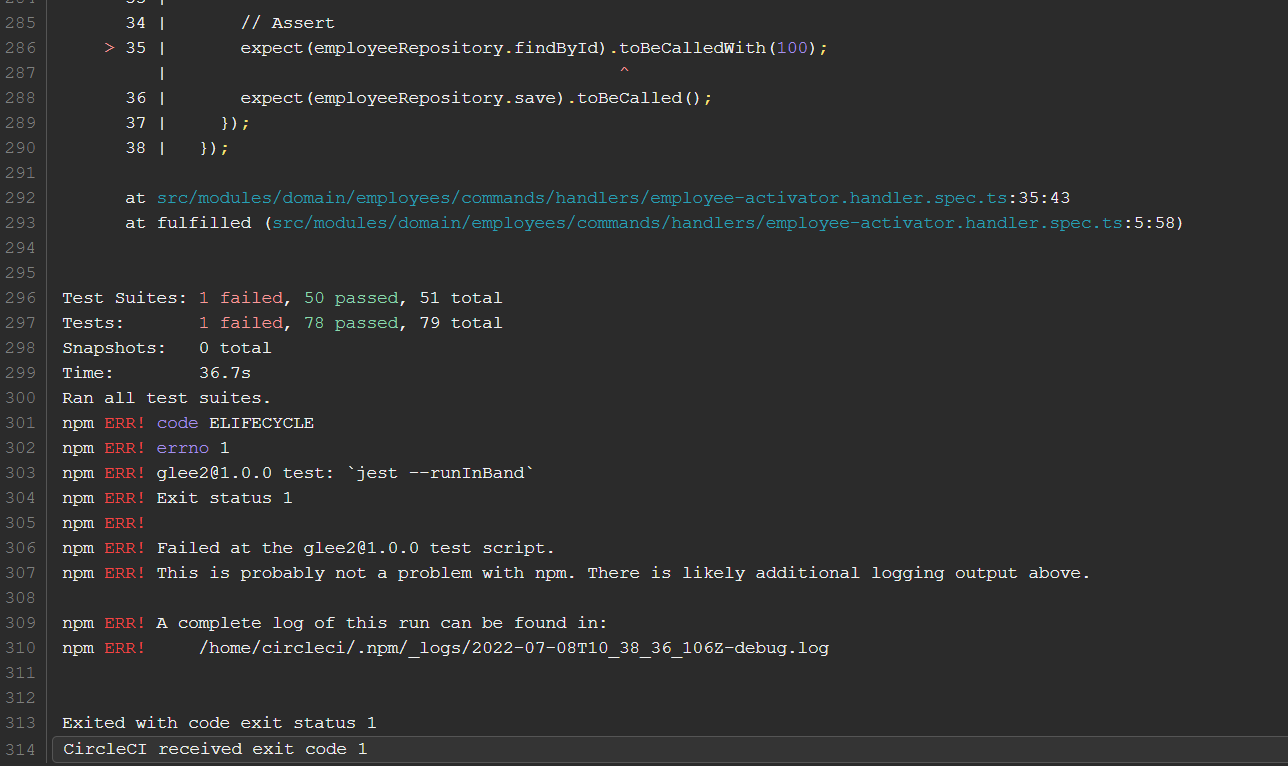 285 34 | // Assert
286 > 35 | expect(employeeRepository.findById).toBeCalledWith(100);
287 | ^
288 36 | expect(employeeRepository.save).toBeCalled();
289 37 | });
290 38 | });
291
292 at src/modules/domain/employees/commands/handlers/employee-activator.handler.spec.ts:35:43
293 at fulfilled (src/modules/domain/employees/commands/handlers/employee-activator.handler.spec.ts:5:58)
294
295
296 Test Suites: 1 failed, 50 passed, 51 total
297 Tests: 1 failed, 78 passed, 79 total
298 Snapshots: 0 total
299 Time: 36.7s
300 Ran all test suites.
301 npm ERR! code ELIFECYCLE
302 npm ERR! errno 1
303 npm ERR! glee2@1.0.0 test: `jest --runInBand`
304 npm ERR! Exit status 1
305 npm ERR!
306 npm ERR! Failed at the glee2@1.0.0 test script.
307 npm ERR! This is probably not a problem with npm. There is likely additional logging output above.
308
309 npm ERR! A complete log of this run can be found in:
310 npm ERR! /home/circleci/.npm/_logs/2022-07-08T10_38_36_106Z-debug.log
311
312
313 Exited with code exit status 1
314 CircleCI received exit code 1